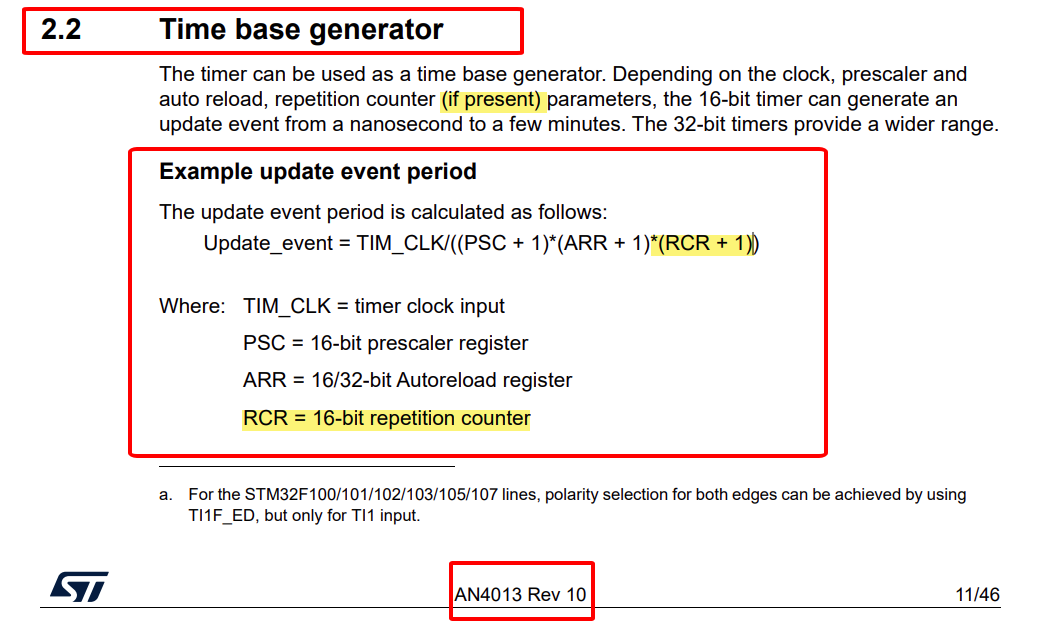 2.2 Time base generator
The timer can be used as a time base generator. Depending on the clock, prescaler and
auto reload, repetition counter (if present) parameters, the 16-bit timer can generate an
update event from a nanosecond to a few minutes. The 32-bit timers provide a wider range.
Example update event period
The update event period is calculated as follows:
Update_event = TIM_CLK/((PSC + 1)*(ARR + 1)*(RCR + 1))
Where: TIM_CLK = timer clock input
PSC = 16-bit prescaler register
ARR = 16/32-bit Autoreload register
RCR = 16-bit repetition counter
a. For the STM32F100/101/102/103/105/107 lines, polarity selection for both edges can be achieved by using
TI1F_ED, but only for TI1 input.
ST AN4013 Rev 10 11/46